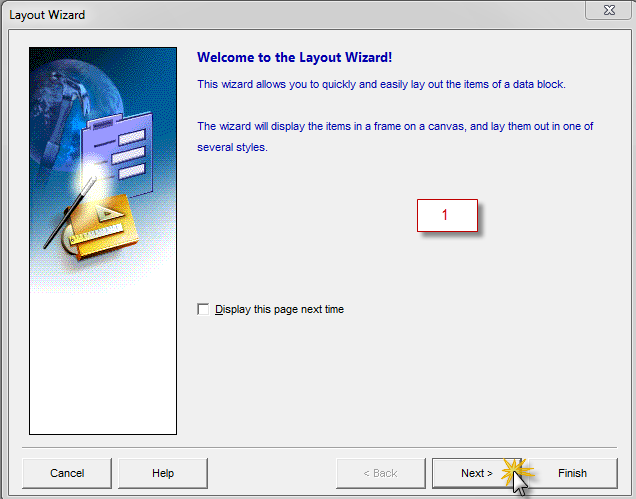 Layout Wizard
Welcome to the Layout Wizard!
This wizard allows you to quickly and easily lay out the items of a data block.
The wizard will display the items in a frame on a canvas, and lay them out in one of
several styles.
1
Display this page next time
Cancel
Help
< Back
Next >
Finish